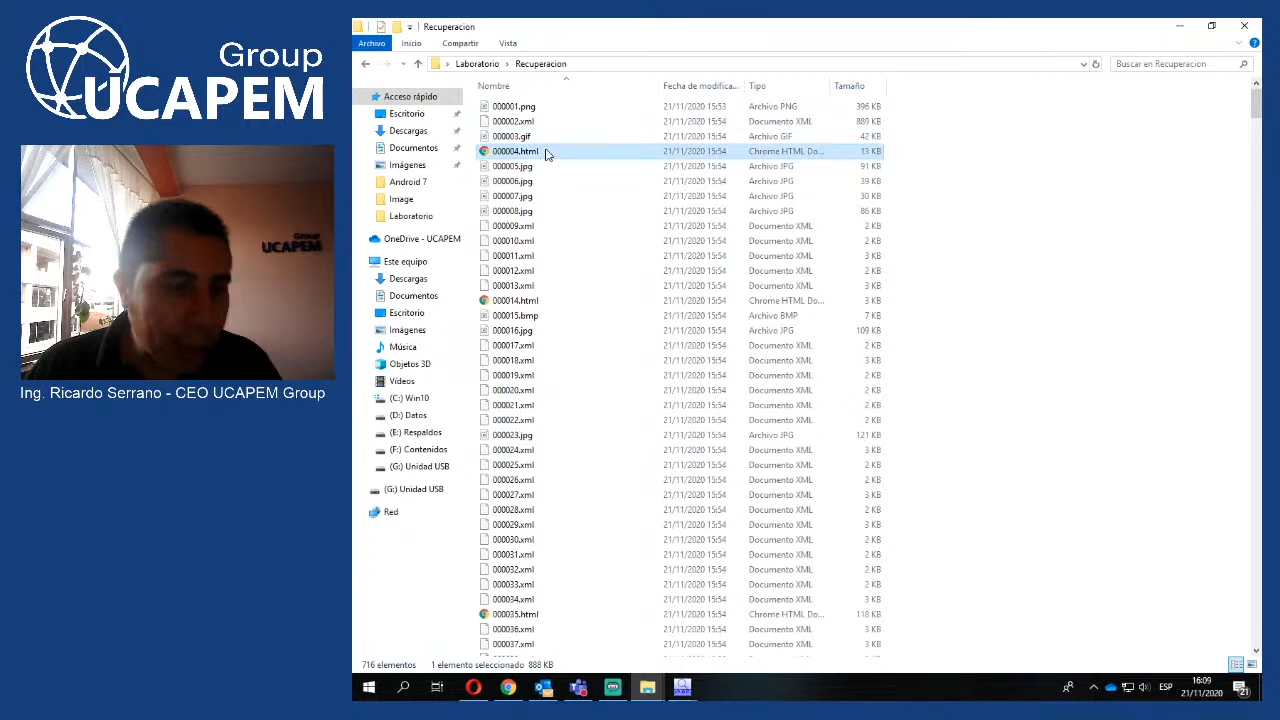 Group
UCAPEM
Group
UCAPEM
Ing. Ricardo Serrano - CEO UCAPEM Group
Recuperacion
Archivo Inicio Compartir Vista
Laboratorio Recuperacion Buscar en Recuperacion
Nombre Fecha de modifica... Tipo Tamaño
Acceso rápido
Escritorio
Descargas
Documentos
Imágenes
Android 7
Image
Laboratorio
OneDrive - UCAPEM
Este equipo
Descargas
Documentos
Escritorio
Imágenes
Música
Objetos 3D
Vídeos
(C:) Win10
(D:) Datos
(E:) Respaldos
(F:) Contenidos
(G:) Unidad USB
(G:) Unidad USB
Red
000001.png 21/11/2020 15:53 Archivo PNG 396 KB
000002.xml 21/11/2020 15:54 Documento XML 889 KB
000003.gif 21/11/2020 15:54 Archivo GIF 42 KB
000004.html 21/11/2020 15:54 Chrome HTML Do... 13 KB
000005.jpg 21/11/2020 15:54 Archivo JPG 91 KB
000006.jpg 21/11/2020 15:54 Archivo JPG 39 KB
000007.jpg 21/11/2020 15:54 Archivo JPG 30 KB
000008.jpg 21/11/2020 15:54 Archivo JPG 86 KB
000009.xml 21/11/2020 15:54 Documento XML 2 KB
000010.xml 21/11/2020 15:54 Documento XML 2 KB
000011.xml 21/11/2020 15:54 Documento XML 3 KB
000012.xml 21/11/2020 15:54 Documento XML 2 KB
000013.xml 21/11/2020 15:54 Documento XML 2 KB
000014.html 21/11/2020 15:54 Chrome HTML Do... 3 KB
000015.bmp 21/11/2020 15:54 Archivo BMP 7 KB
000016.jpg 21/11/2020 15:54 Archivo JPG 109 KB
000017.xml 21/11/2020 15:54 Documento XML 2 KB
000018.xml 21/11/2020 15:54 Documento XML 2 KB
000019.xml 21/11/2020 15:54 Documento XML 2 KB
000020.xml 21/11/2020 15:54 Documento XML 2 KB
000021.xml 21/11/2020 15:54 Documento XML 2 KB
000022.xml 21/11/2020 15:54 Documento XML 2 KB
000023.jpg 21/11/2020 15:54 Archivo JPG 121 KB
000024.xml 21/11/2020 15:54 Documento XML 3 KB
000025.xml 21/11/2020 15:54 Documento XML 2 KB
000026.xml 21/11/2020 15:54 Documento XML 2 KB
000027.xml 21/11/2020 15:54 Documento XML 3 KB
000028.xml 21/11/2020 15:54 Documento XML 2 KB
000029.xml 21/11/2020 15:54 Documento XML 3 KB
000030.xml 21/11/2020 15:54 Documento XML 2 KB
000031.xml 21/11/2020 15:54 Documento XML 2 KB
000032.xml 21/11/2020 15:54 Documento XML 2 KB
000033.xml 21/11/2020 15:54 Documento XML 2 KB
000034.xml 21/11/2020 15:54 Documento XML 3 KB
000035.html 21/11/2020 15:54 Chrome HTML Do... 118 KB
000036.xml 21/11/2020 15:54 Documento XML 3 KB
000037.xml 21/11/2020 15:54 Documento XML 3 KB
716 elementos 1 elemento seleccionado 888 KB
ESP
16:09
21/11/2020
21